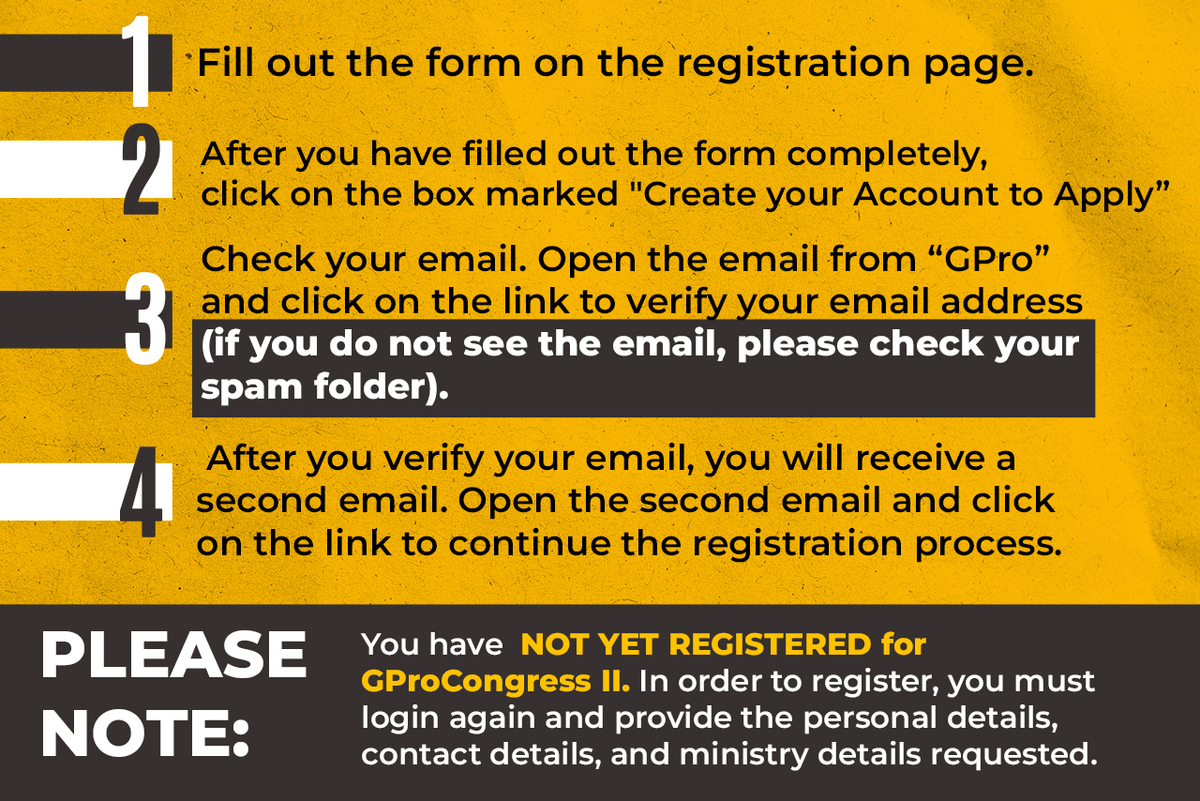 1
Fill out the form on the registration page.
2
After you have filled out the form completely,
click on the box marked "Create your Account to Apply”
3
Check your email. Open the email from “GPro”
and click on the link to verify your email address
(if you do not see the email, please check your
spam folder).
4
After you verify your email, you will receive a
second email. Open the second email and click
on the link to continue the registration process.
PLEASE
NOTE:
You have NOT YET REGISTERED for
GProCongress II. In order to register, you must
login again and provide the personal details,
contact details, and ministry details requested.